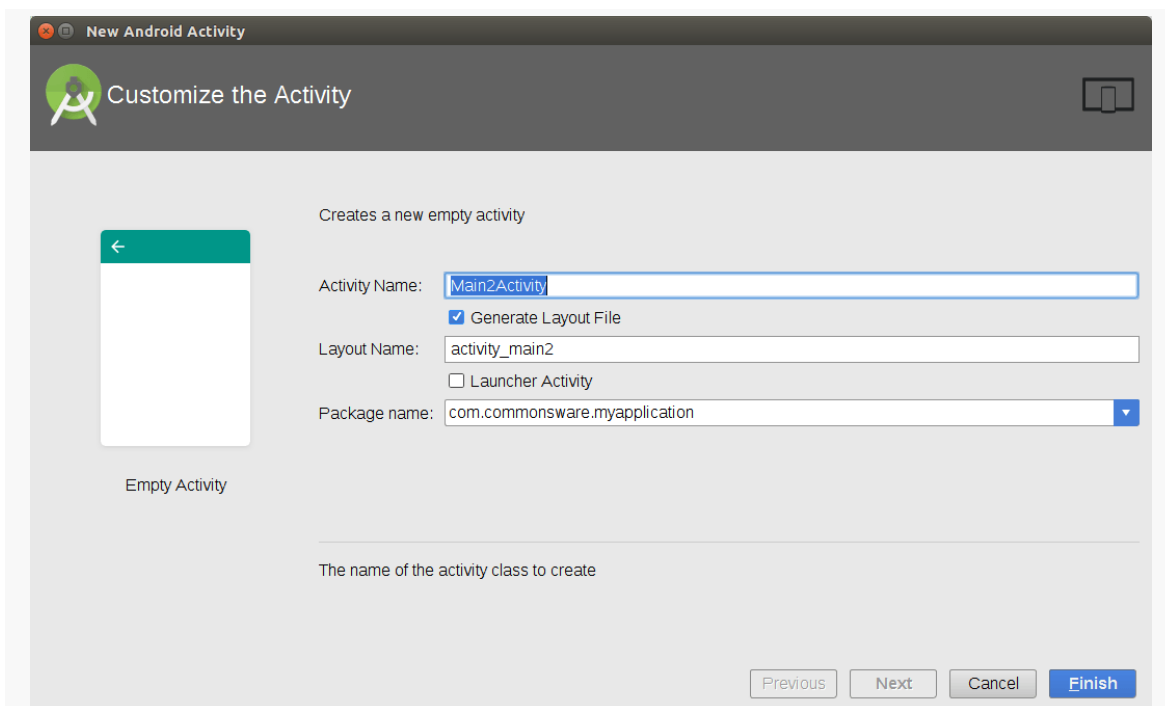 New Android Activity
Customize the Activity
Creates a new empty activity
Activity Name: Main2Activity
Generate Layout File
Layout Name: activity_main2
Launcher Activity
Package name: com.commonsware.myapplication
Empty Activity
The name of the activity class to create
Previous Next Cancel Finish